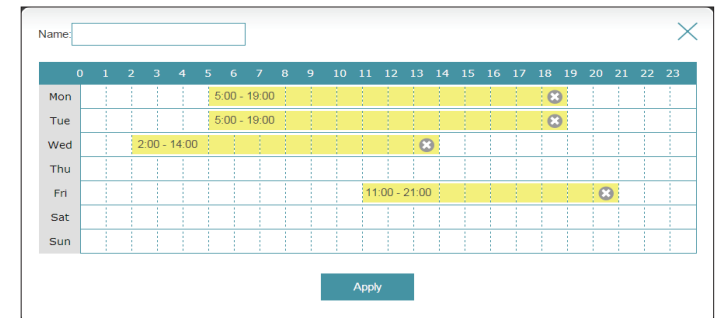 Name:
0 1 2 3 4 5 6 7 8 9 10 11 12 13 14 15 16 17 18 19 20 21 22 23
Mon 5:00 - 19:00
Tue 5:00 - 19:00
Wed 2:00 - 14:00
Thu
Fri 11:00 - 21:00
Sat
Sun
Apply